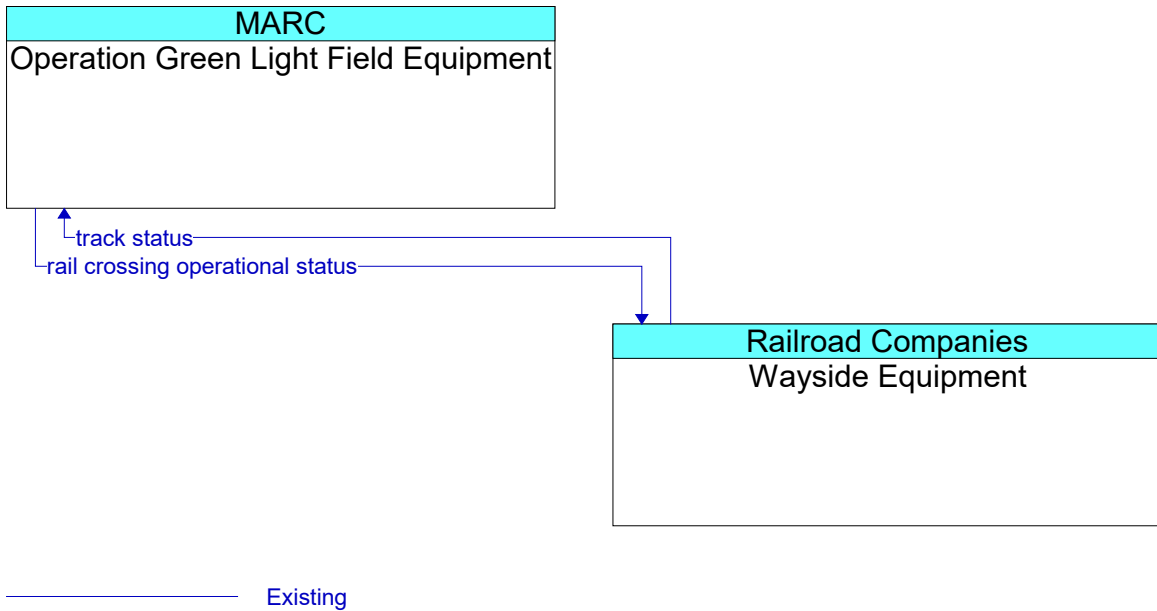 MARC
Operation Green Light Field Equipment
track status
rail crossing operational status
Railroad Companies
Wayside Equipment
Existing